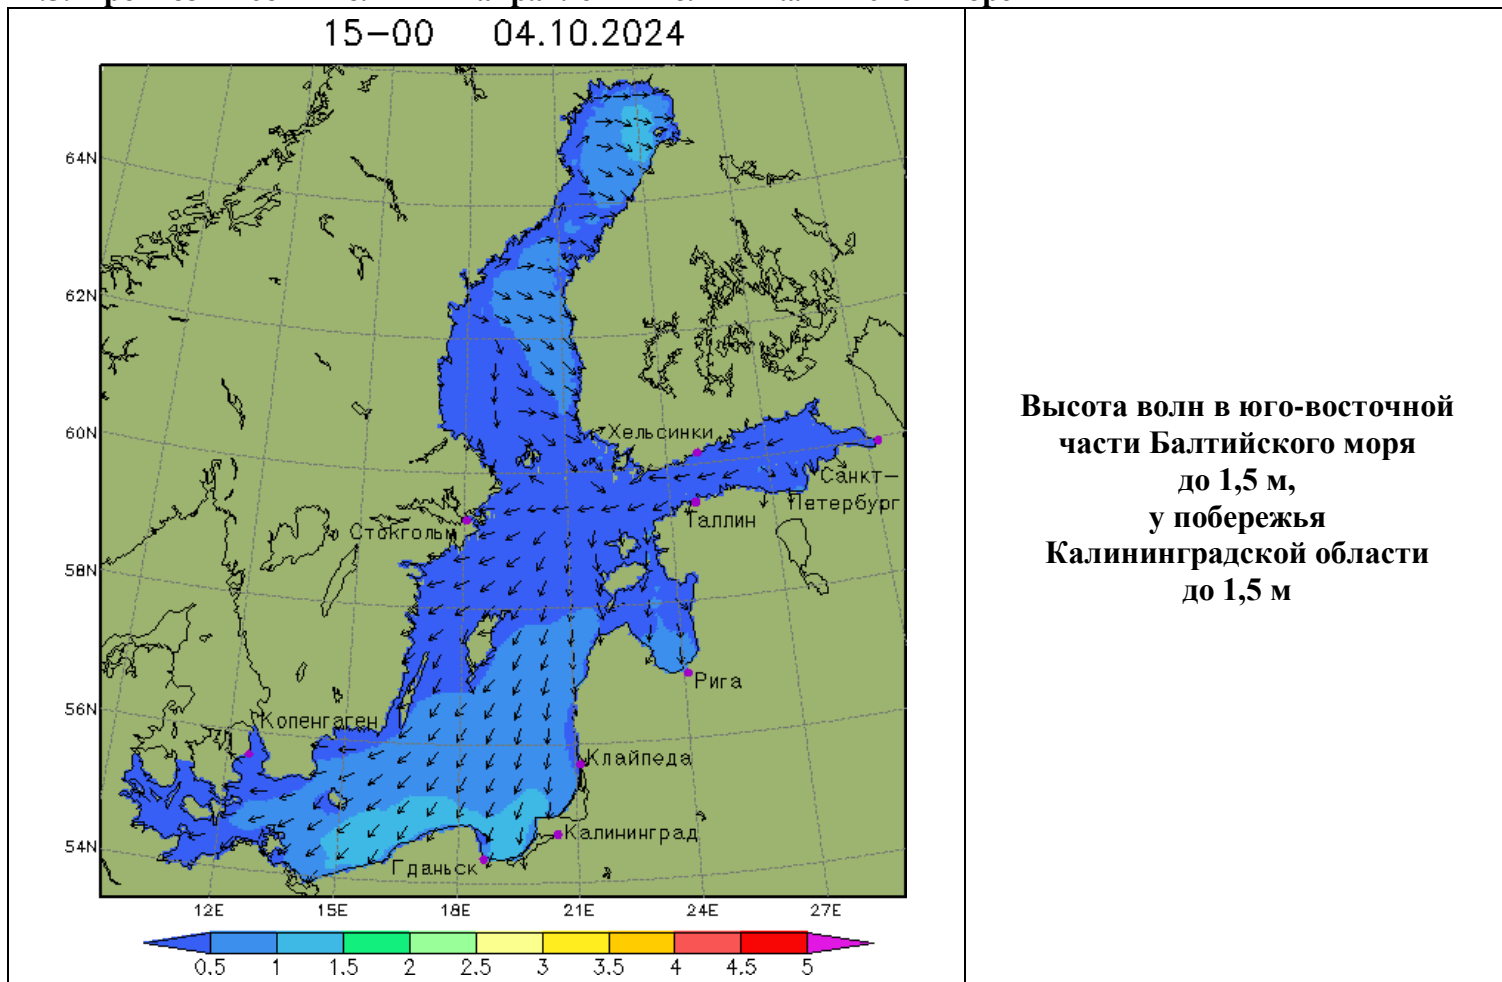 15-00 04.10.2024
64N
62N
60N
58N
56N
54N
Хельсинки
Санкт-
Петербург
Таллин
Стокгольм
Рига
Копенгаген
Клайпеда
Калининград
Гданьск
12E 15E 18E 21E 24E 27E
0.5 1 1.5 2 2.5 3 3.5 4 4.5 5
Высота волн в юго-восточной
части Балтийского моря
до 1,5 м,
у побережья
Калининградской области
до 1,5 м